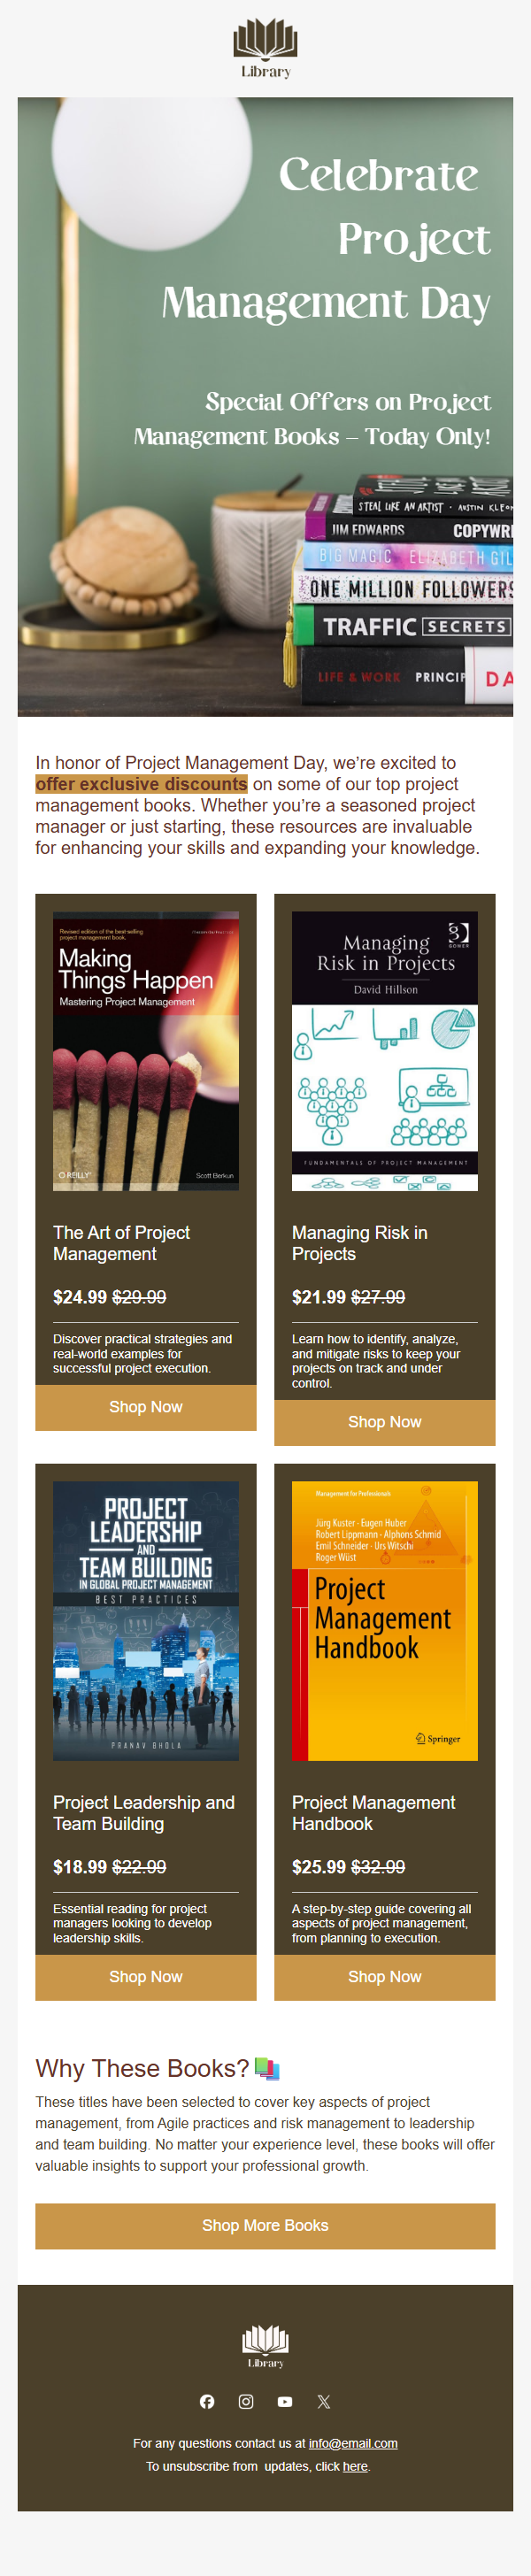 Library
Celebrate
Project
Management Day
Special Offers on Project
Management Books – Today Only!
STEAL LIKE AN ARTIST • AUSTIN KLEO
JIM EDWARDS COPYWRI
BIG MAGIC ELIZABETH GIL
ONE MILLION FOLLOWERS
TRAFFIC SECRETS
LIFE & WORK PRINCIP DA
In honor of Project Management Day, we’re excited to
offer exclusive discounts on some of our top project
management books. Whether you’re a seasoned project
manager or just starting, these resources are invaluable
for enhancing your skills and expanding your knowledge.
Revised edition of the best-selling
project management book.
Making
Things Happen
Mastering Project Management
O'REILLY
Scott Berkun
The Art of Project
Management
$24.99 $29.99
Discover practical strategies and
real-world examples for
successful project execution.
Shop Now
GOWER
Managing
Risk in Projects
David Hillson
FUNDAMENTALS OF PROJECT MANAGEMENT
Managing Risk in
Projects
$21.99 $27.99
Learn how to identify, analyze,
and mitigate risks to keep your
projects on track and under
control.
Shop Now
PROJECT
LEADERSHIP
AND
TEAM BUILDING
IN GLOBAL PROJECT MANAGEMENT
BEST PRACTICES
PRANAV BHOLA
Project Leadership and
Team Building
$18.99 $22.99
Essential reading for project
managers looking to develop
leadership skills.
Shop Now
Management for Professionals
Jürg Kuster · Eugen Huber
Robert Lippmann · Alphons Schmid
Emil Schneider · Urs Witschi
Roger Wüst
Project
Management
Handbook
Springer
Project Management
Handbook
$25.99 $32.99
A step-by-step guide covering all
aspects of project management,
from planning to execution.
Shop Now
Why These Books?
These titles have been selected to cover key aspects of project
management, from Agile practices and risk management to leadership
and team building. No matter your experience level, these books will offer
valuable insights to support your professional growth.
Shop More Books
Library
For any questions contact us at info@email.com
To unsubscribe from updates, click here.